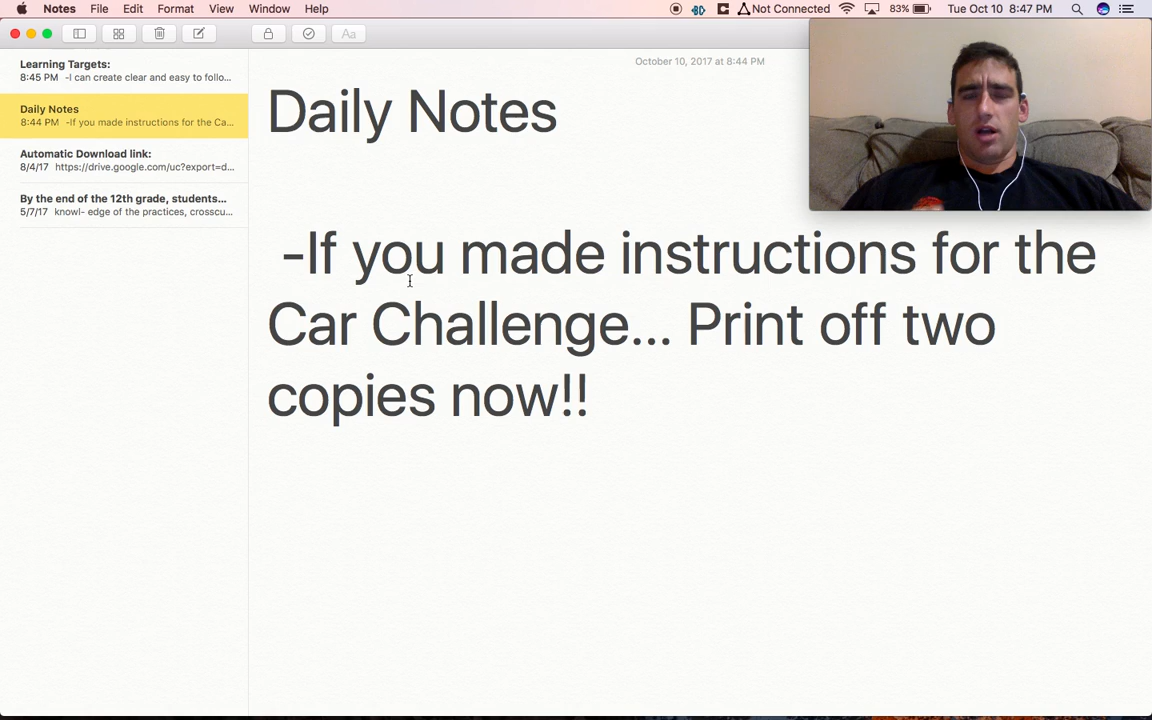 Notes File Edit Format View Window Help Not Connected 83% Tue Oct 10 8:47 PM
Aa
Learning Targets:
8:45 PM -I can create clear and easy to follo...
Daily Notes
8:44 PM -If you made instructions for the Ca...
Automatic Download link:
8/4/17 https://drive.google.com/uc?export=d...
By the end of the 12th grade, students...
5/7/17 knowl- edge of the practices, crosscu...
October 10, 2017 at 8:44 PM
Daily Notes
-If you made instructions for the
Car Challenge... Print off two
copies now!!